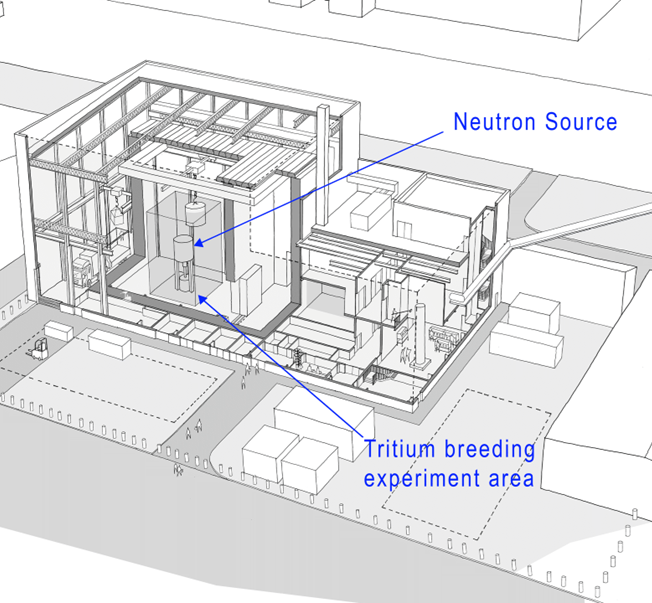 Neutron Source
Tritium breeding
experiment area